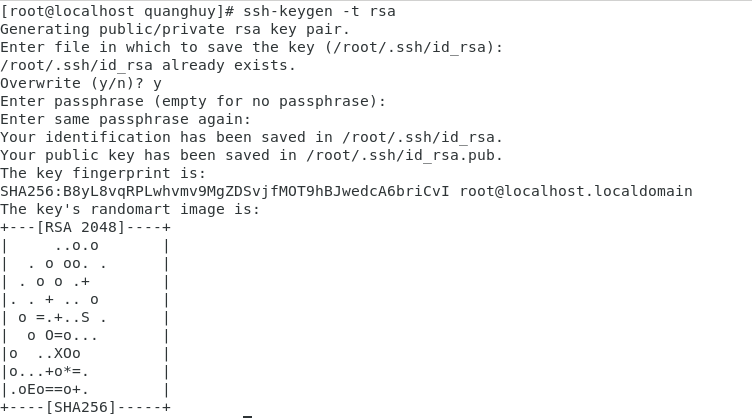 [root@localhost quanghuy]# ssh-keygen -t rsa
Generating public/private rsa key pair.
Enter file in which to save the key (/root/.ssh/id_rsa):
/root/.ssh/id_rsa already exists.
Overwrite (y/n)? y
Enter passphrase (empty for no passphrase):
Enter same passphrase again:
Your identification has been saved in /root/.ssh/id_rsa.
Your public key has been saved in /root/.ssh/id_rsa.pub.
The key fingerprint is:
SHA256:B8yL8vqRPLwhvmv9MgZDSvjfMOT9hBJwedcA6briCvI root@localhost.localdomain
The key's randomart image is:
+---[RSA 2048]----+
|     ..o.o       |
|  . o oo. .      |
| . o o .+        |
|. . + .. o       |
| o =.+..S .      |
|  o O=o...       |
|o  ..XOo         |
|o...+o*=.        |
|.oEo==o+.        |
+----[SHA256]-----+